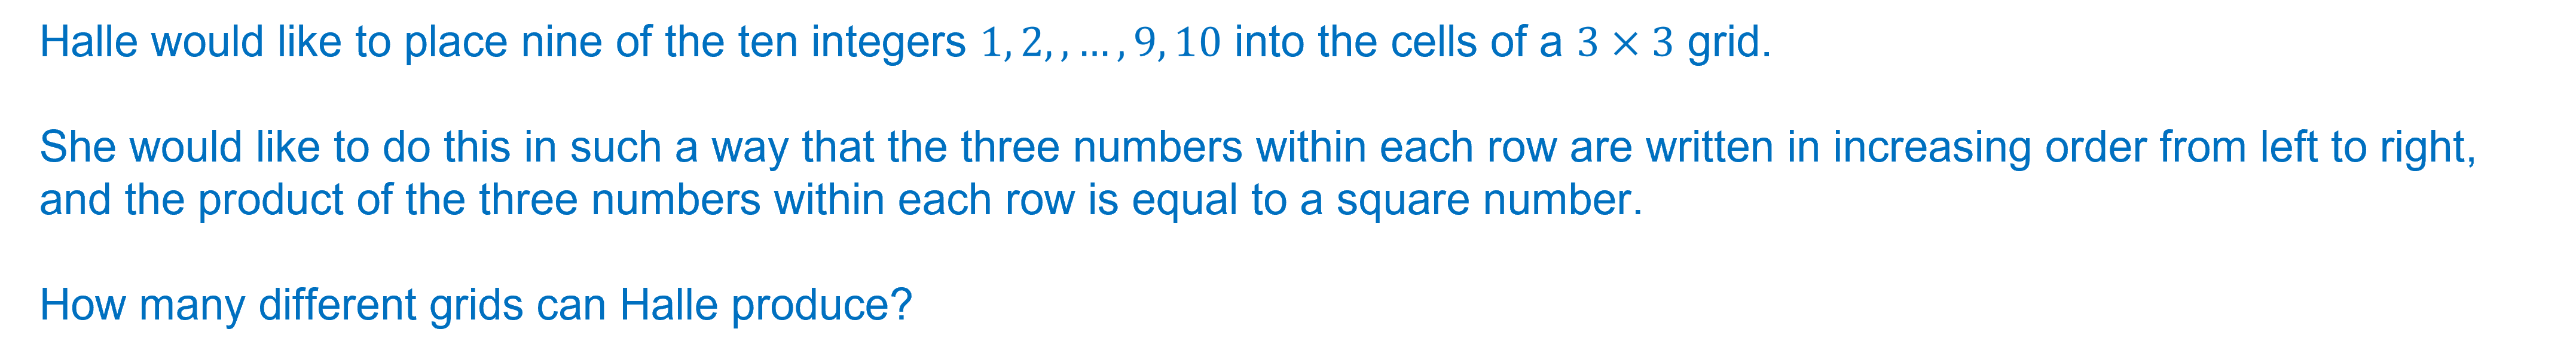 Halle would like to place nine of the ten integers 1, 2, , … , 9, 10 into the cells of a 3 × 3 grid.
She would like to do this in such a way that the three numbers within each row are written in increasing order from left to right,
and the product of the three numbers within each row is equal to a square number.
How many different grids can Halle produce?